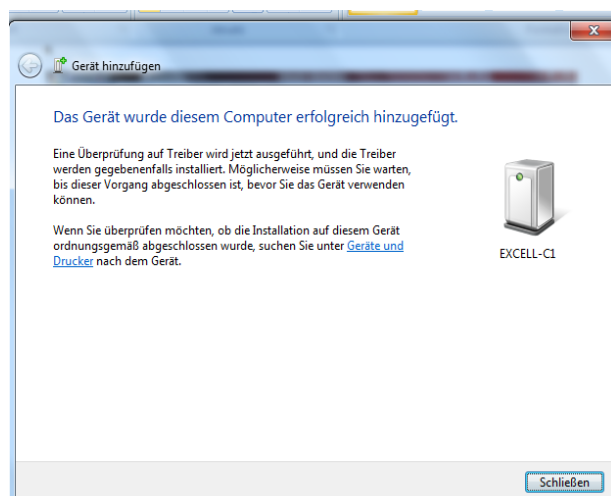 Gerät hinzufügen
Das Gerät wurde diesem Computer erfolgreich hinzugefügt.
Eine Überprüfung auf Treiber wird jetzt ausgeführt, und die Treiber
werden gegebenenfalls installiert. Möglicherweise müssen Sie warten,
bis dieser Vorgang abgeschlossen ist, bevor Sie das Gerät verwenden
können.
Wenn Sie überprüfen möchten, ob die Installation auf diesem Gerät
ordnungsgemäß abgeschlossen wurde, suchen Sie unter Geräte und
Drucker nach dem Gerät.
EXCELL-C1
Schließen